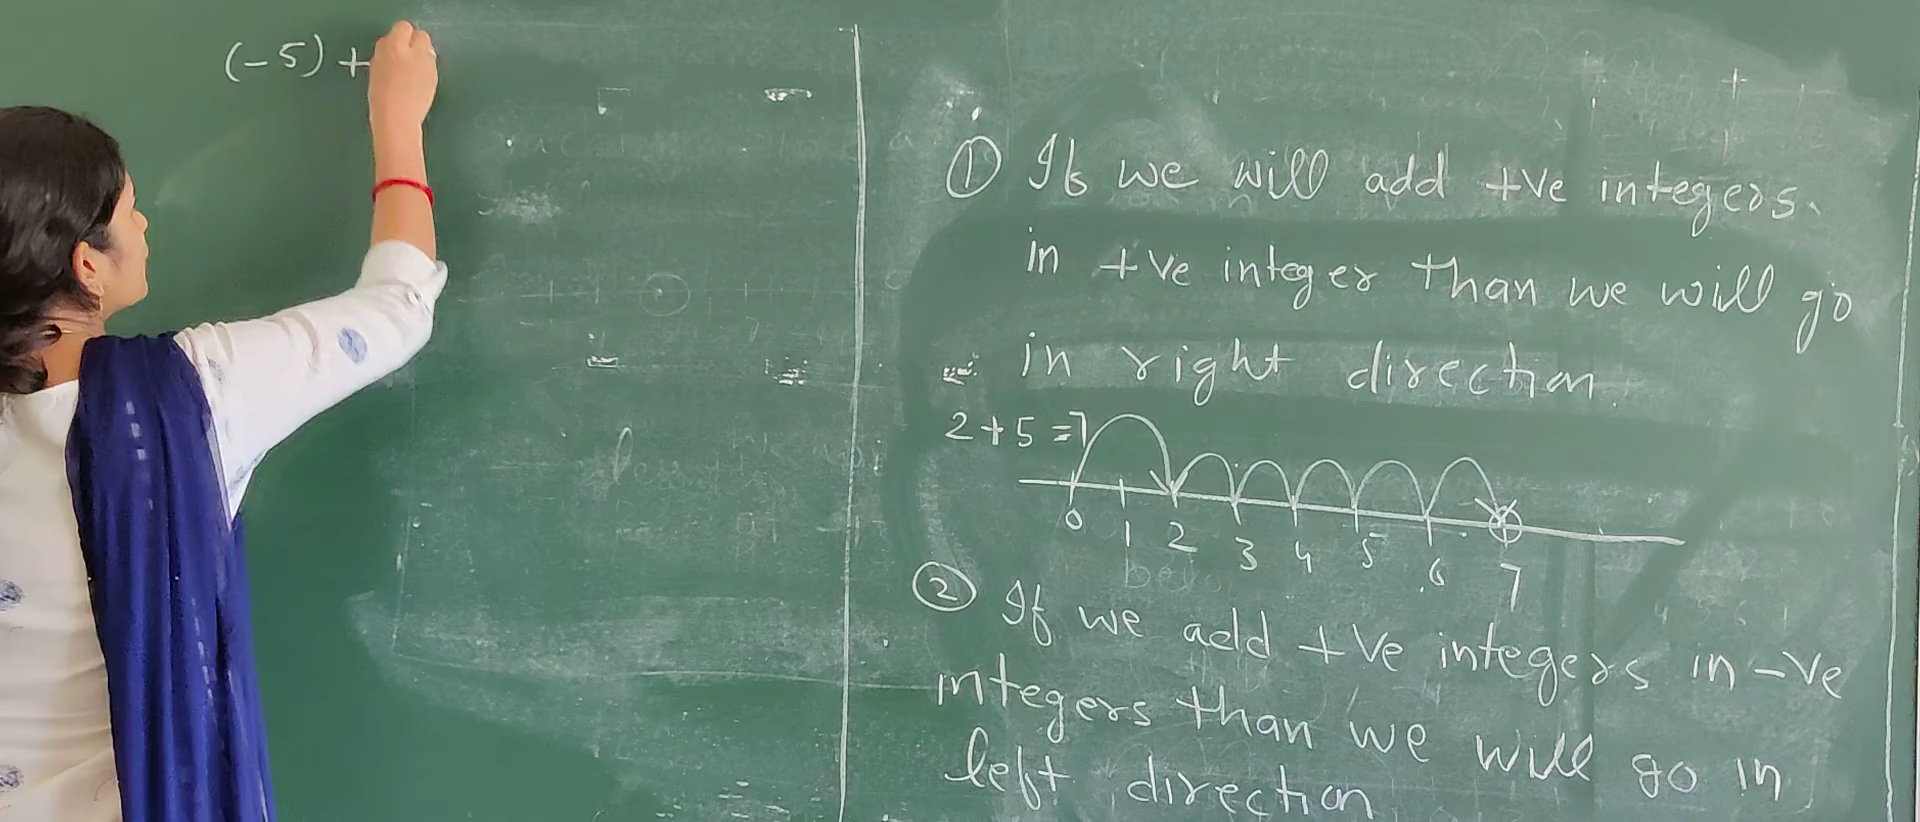 (-5) +
① If we will add +ve integers
in +ve integer than we will go
in right direction.
2 + 5 = 7
0 1 2 3 4 5 6 7
② If we add +ve integers in -ve
integers than we will go in
left direction